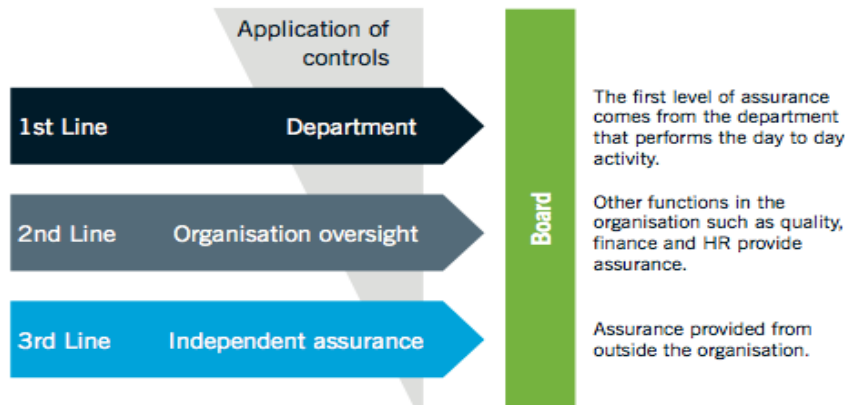 Application of
controls
1st Line Department
The first level of assurance
comes from the department
that performs the day to day
activity.
2nd Line Organisation oversight
Board
Other functions in the
organisation such as quality,
finance and HR provide
assurance.
3rd Line Independent assurance
Assurance provided from
outside the organisation.